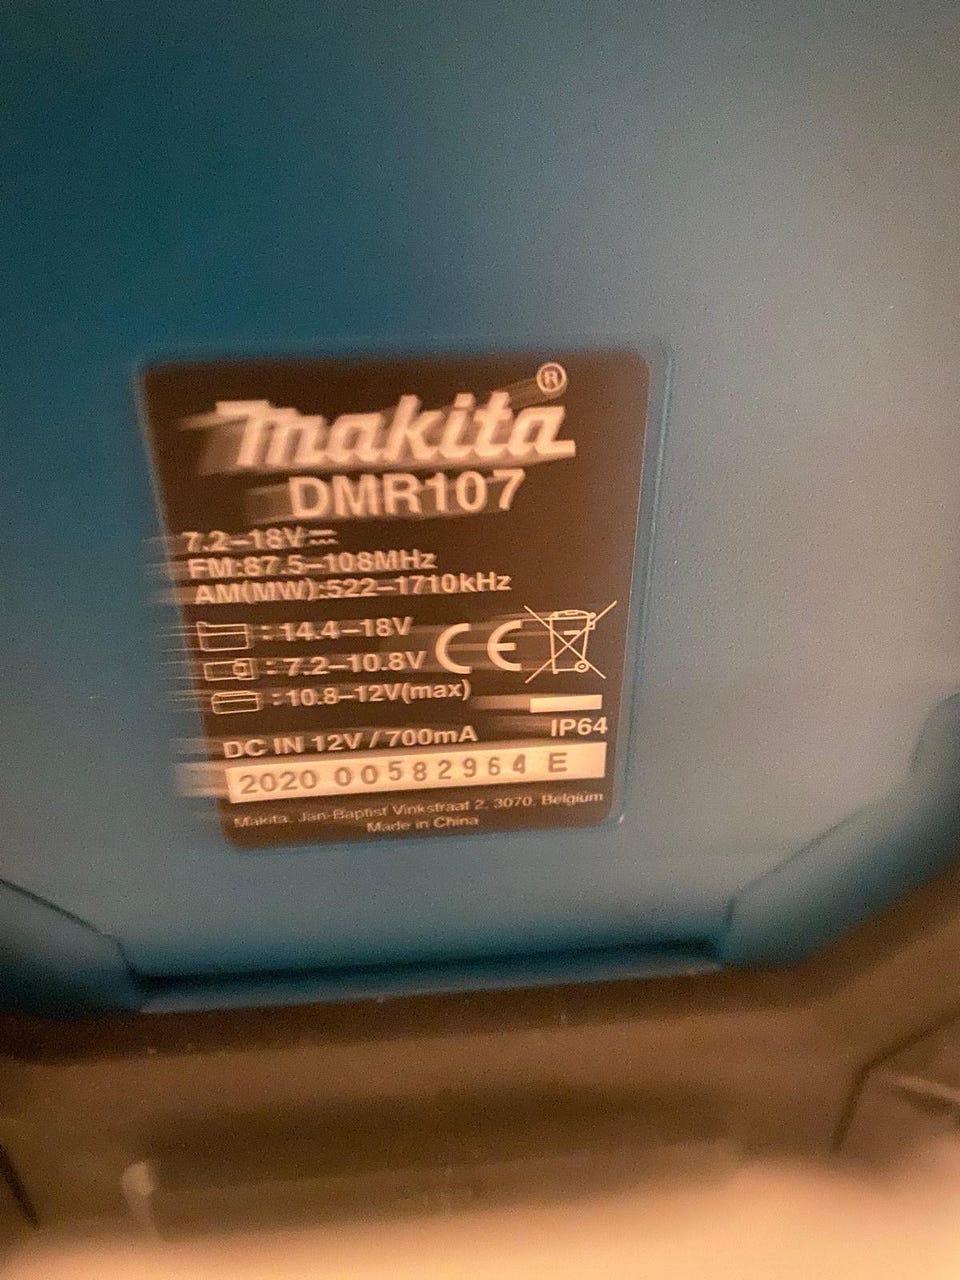 makita®
DMR107
7.2–18V⎓
FM:87.5–108MHz
AM(MW):522–1710kHz
: 14.4–18V
: 7.2–10.8V
: 10.8–12V(max)
CE
DC IN 12V / 700mA
IP64
2020 00582964 E
Makita, Jan-Baptist Vinkstraat 2, 3070, Belgium
Made in China